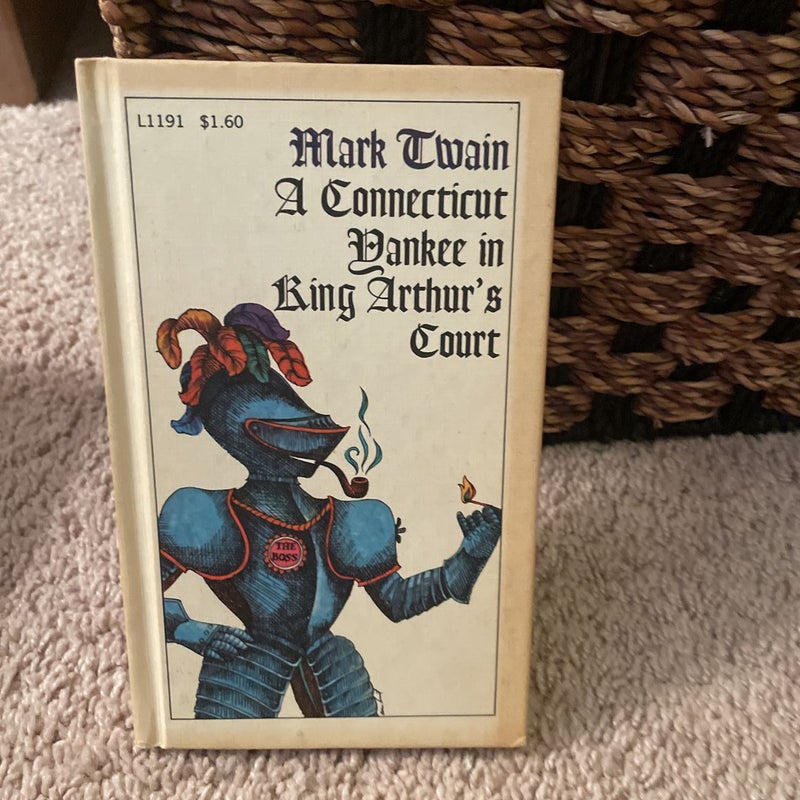 L1191 $1.60
Mark Twain
A Connecticut
Yankee in
King Arthur's
Court
THE
BOSS